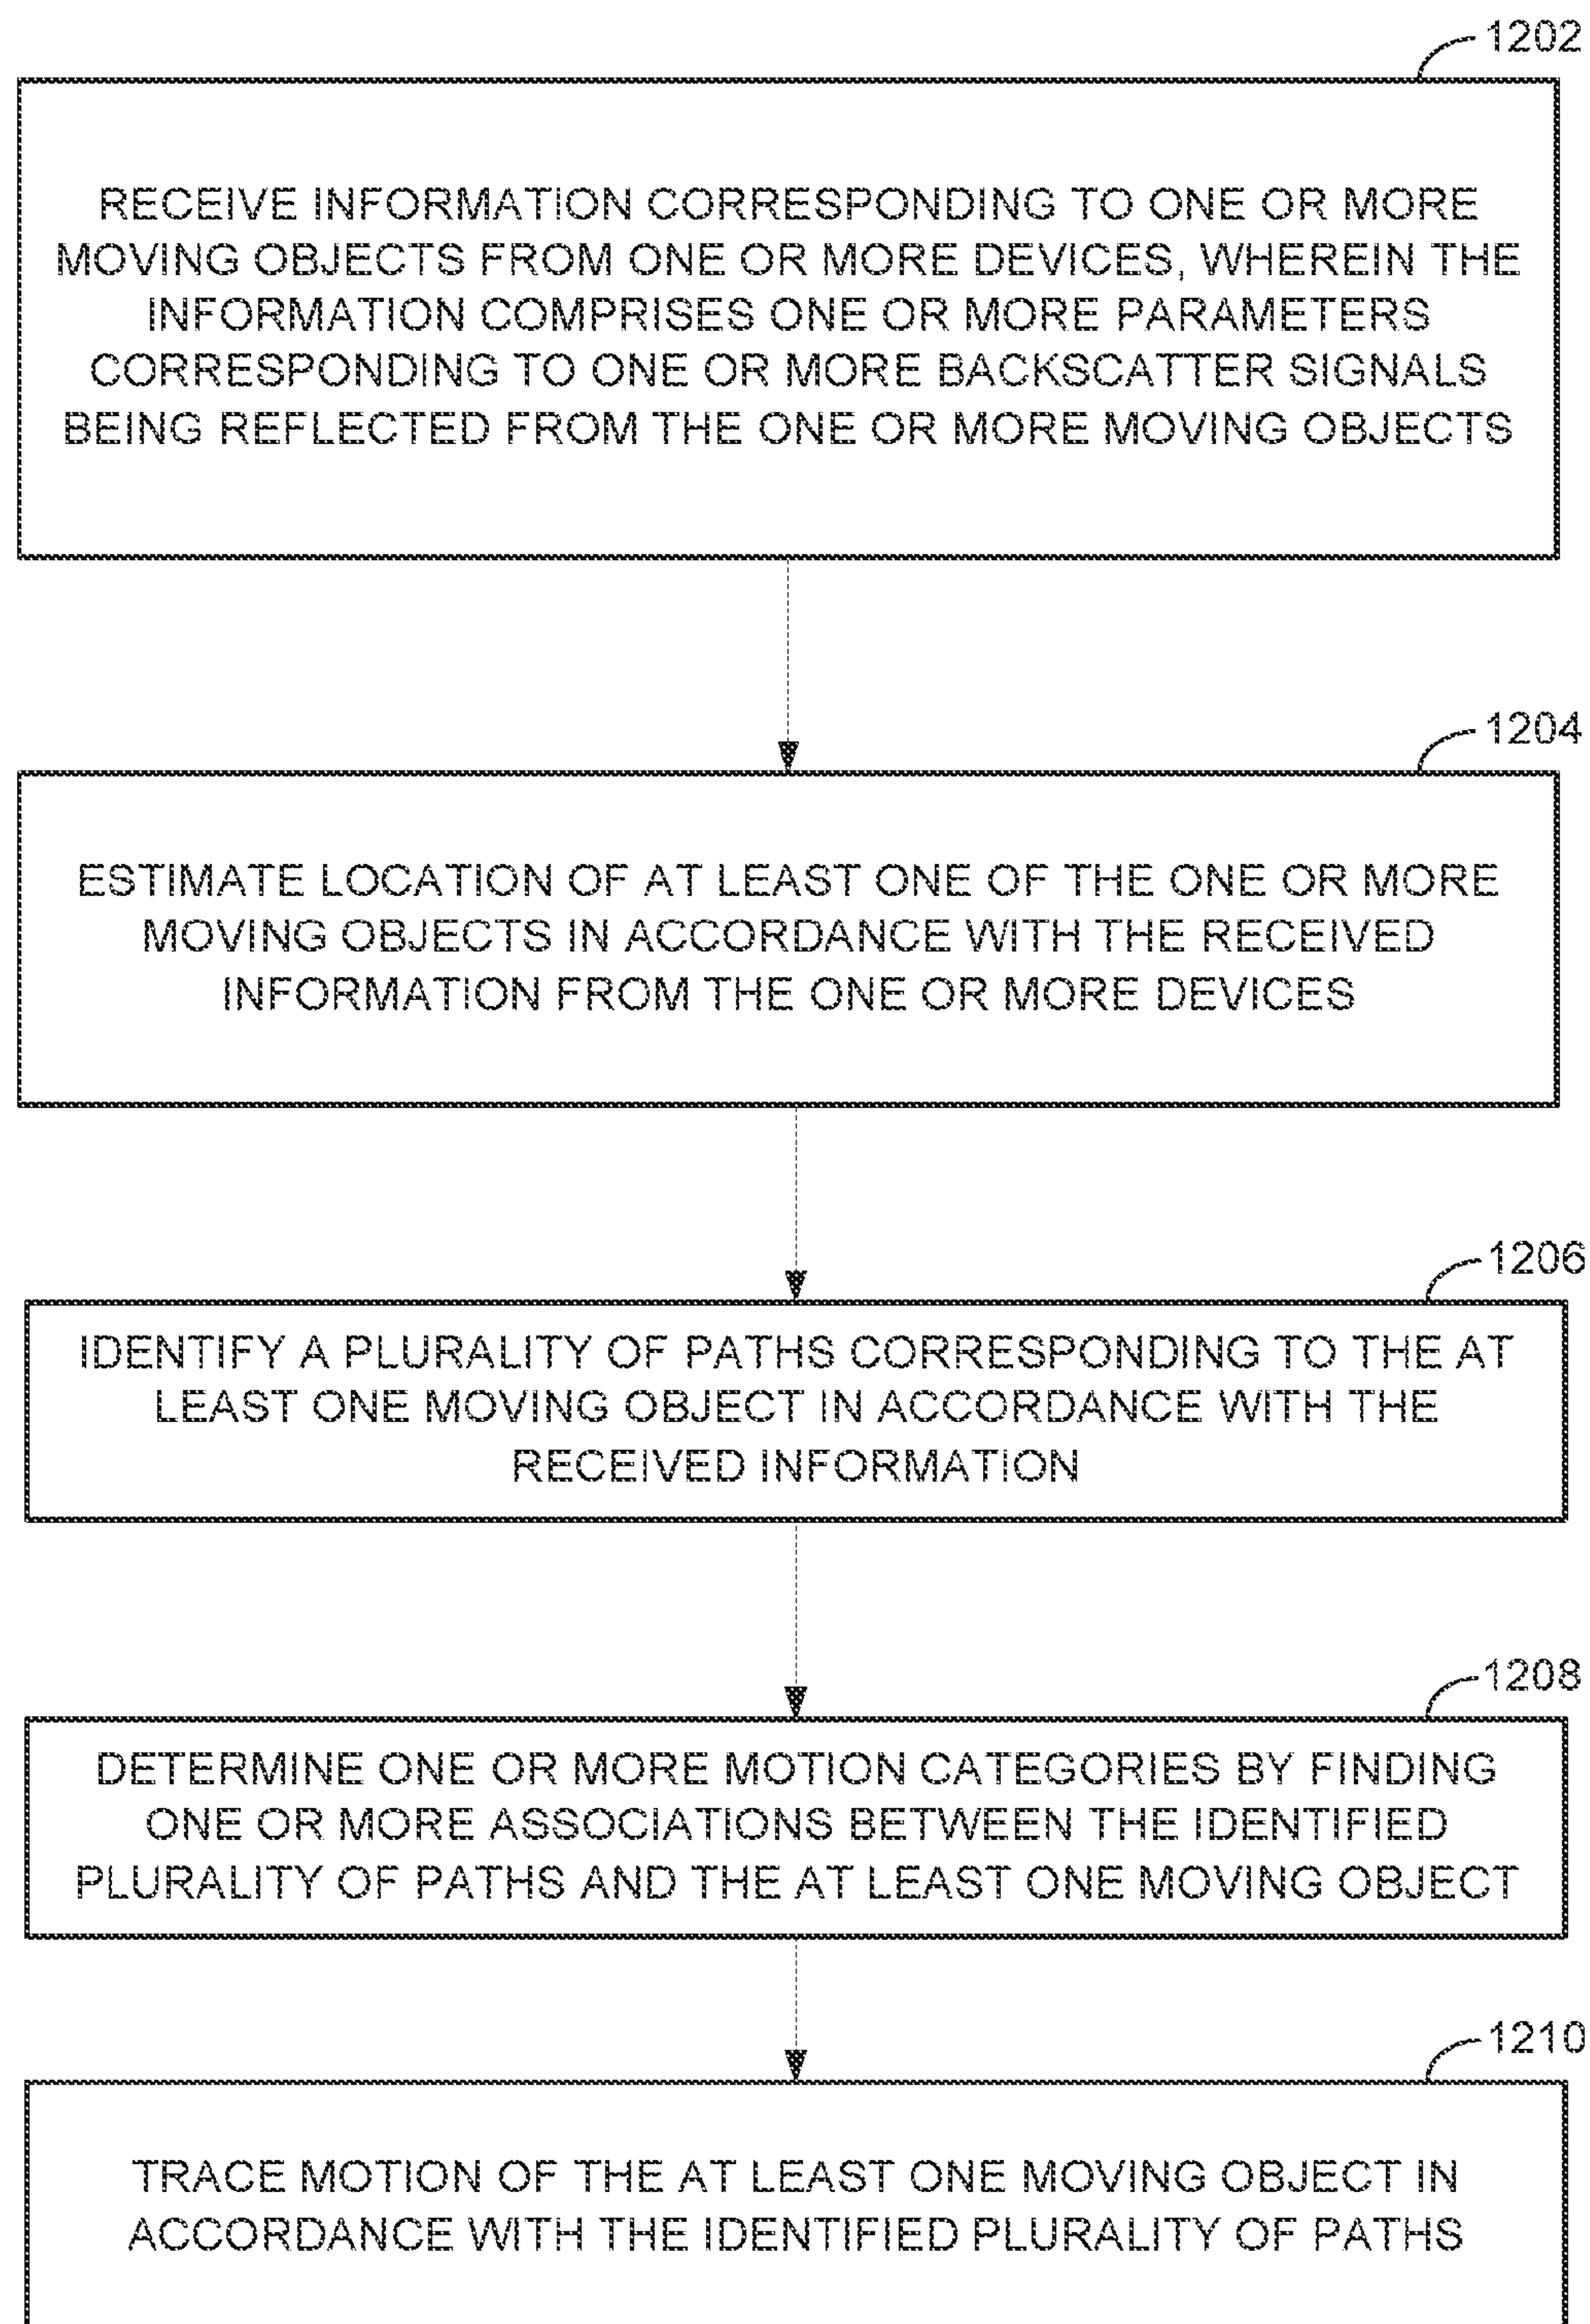 1202
RECEIVE INFORMATION CORRESPONDING TO ONE OR MORE
MOVING OBJECTS FROM ONE OR MORE DEVICES, WHEREIN THE
INFORMATION COMPRISES ONE OR MORE PARAMETERS
CORRESPONDING TO ONE OR MORE BACKSCATTER SIGNALS
BEING REFLECTED FROM THE ONE OR MORE MOVING OBJECTS
1204
ESTIMATE LOCATION OF AT LEAST ONE OF THE ONE OR MORE
MOVING OBJECTS IN ACCORDANCE WITH THE RECEIVED
INFORMATION FROM THE ONE OR MORE DEVICES
1206
IDENTIFY A PLURALITY OF PATHS CORRESPONDING TO THE AT
LEAST ONE MOVING OBJECT IN ACCORDANCE WITH THE
RECEIVED INFORMATION
1208
DETERMINE ONE OR MORE MOTION CATEGORIES BY FINDING
ONE OR MORE ASSOCIATIONS BETWEEN THE IDENTIFIED
PLURALITY OF PATHS AND THE AT LEAST ONE MOVING OBJECT
1210
TRACE MOTION OF THE AT LEAST ONE MOVING OBJECT IN
ACCORDANCE WITH THE IDENTIFIED PLURALITY OF PATHS